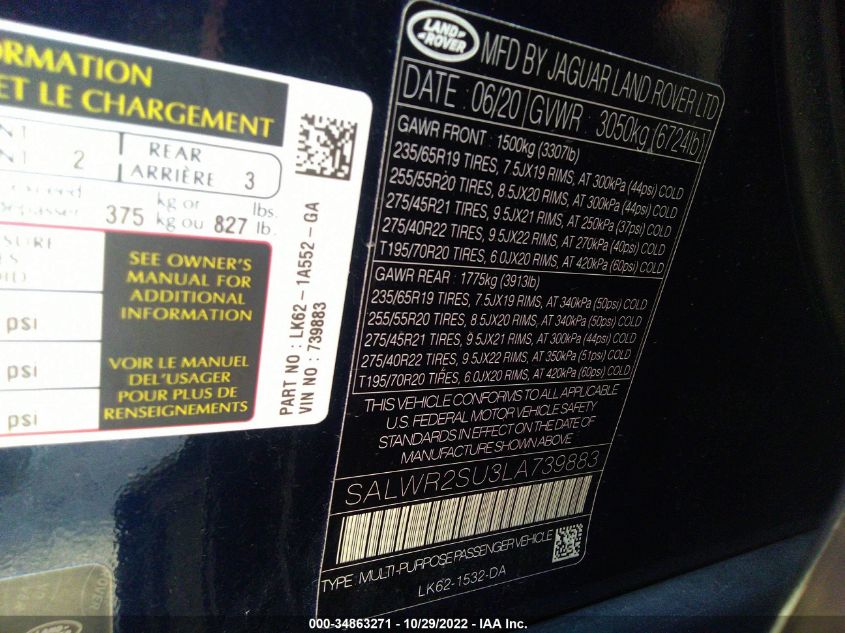 ORMATION
ET LE CHARGEMENT
2
REAR
ARRIÈRE 3
375 kg or 827 lbs.
kg ou lb.
SEE OWNER'S
MANUAL FOR
ADDITIONAL
INFORMATION
psi
psi
VOIR LE MANUEL
DEL'USAGER
POUR PLUS DE
RENSEIGNEMENTS
psi
PART NO : LK62-1A552-GA
VIN NO : 739883
LAND
ROVER
MFD BY JAGUAR LAND ROVER LTD
DATE : 06/20 GVWR : 3050kg (6724lb)
GAWR FRONT : 1500kg (3307lb)
235/65R19 TIRES, 7.5JX19 RIMS, AT 300kPa (44psi) COLD
255/55R20 TIRES, 8.5JX20 RIMS, AT 300kPa (44psi) COLD
275/45R21 TIRES, 9.5JX21 RIMS, AT 250kPa (37psi) COLD
275/40R22 TIRES, 9.5JX22 RIMS, AT 270kPa (40psi) COLD
T195/70R20 TIRES, 6.0JX20 RIMS, AT 420kPa (60psi) COLD
GAWR REAR : 1775kg (3913lb)
235/65R19 TIRES, 7.5JX19 RIMS, AT 340kPa (50psi) COLD
255/55R20 TIRES, 8.5JX20 RIMS, AT 340kPa (50psi) COLD
275/45R21 TIRES, 9.5JX21 RIMS, AT 300kPa (44psi) COLD
275/40R22 TIRES, 9.5JX22 RIMS, AT 350kPa (51psi) COLD
T195/70R20 TIRES, 6.0JX20 RIMS, AT 420kPa (60psi) COLD
THIS VEHICLE CONFORMS TO ALL APPLICABLE
U.S. FEDERAL MOTOR VEHICLE SAFETY
STANDARDS IN EFFECT ON THE DATE OF
MANUFACTURE SHOWN ABOVE
SALWR2SU3LA739883
TYPE: MULTI-PURPOSE PASSENGER VEHICLE
LK62-1532-DA
000-34863271 - 10/29/2022 - IAA Inc.